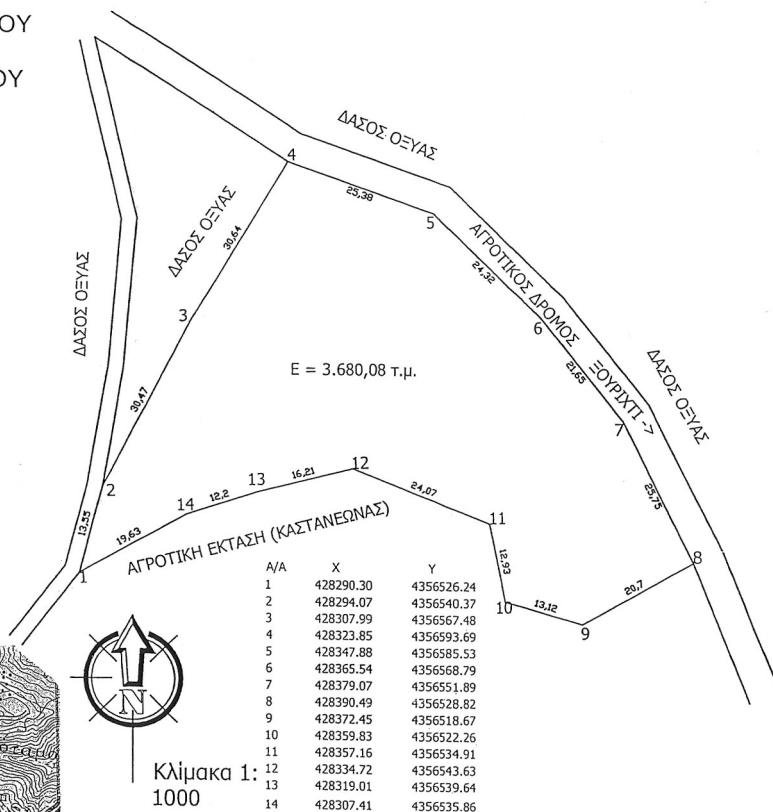 ΟΥ
ΟΥ
ΔΑΣΟΣ ΟΞΥΑΣ
4
25,38
ΔΑΣΟΣ ΟΞΥΑΣ
30,64
5
ΑΓΡΟΤΙΚΟΣ ΔΡΟΜΟΣ ΞΟΥΡΙΧΤΙ ->
24,32
ΔΑΣΟΣ ΟΞΥΑΣ
3
6
21,65
ΔΑΣΟΣ ΟΞΥΑΣ
E = 3.680,08 τ.μ.
30,47
7
25,75
2
14
12,2
13
16,21
12
24,07
11
13,55
19,63
ΑΓΡΟΤΙΚΗ ΕΚΤΑΣΗ (ΚΑΣΤΑΝΕΩΝΑΣ)
12,93
8
1
10
13,12
9
20,7
Α/Α X Y
1 428290.30 4356526.24
2 428294.07 4356540.37
3 428307.99 4356567.48
4 428323.85 4356593.69
5 428347.88 4356585.53
6 428365.54 4356568.79
7 428379.07 4356551.89
8 428390.49 4356528.82
9 428372.45 4356518.67
10 428359.83 4356522.26
11 428357.16 4356534.91
12 428334.72 4356543.63
13 428319.01 4356539.64
14 428307.41 4356535.86
N
Κλίμακα 1:
1000